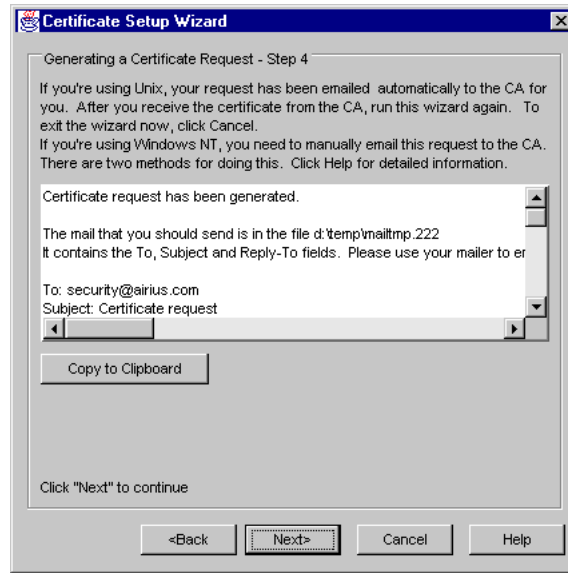 Certificate Setup Wizard
Generating a Certificate Request - Step 4
If you're using Unix, your request has been emailed automatically to the CA for
you. After you receive the certificate from the CA, run this wizard again. To
exit the wizard now, click Cancel.
If you're using Windows NT, you need to manually email this request to the CA.
There are two methods for doing this. Click Help for detailed information.
Certificate request has been generated.
The mail that you should send is in the file d:\temp\mailtmp.222
It contains the To, Subject and Reply-To fields. Please use your mailer to er
To: security@airius.com
Subject: Certificate request
Copy to Clipboard
Click "Next" to continue
<Back Next> Cancel Help